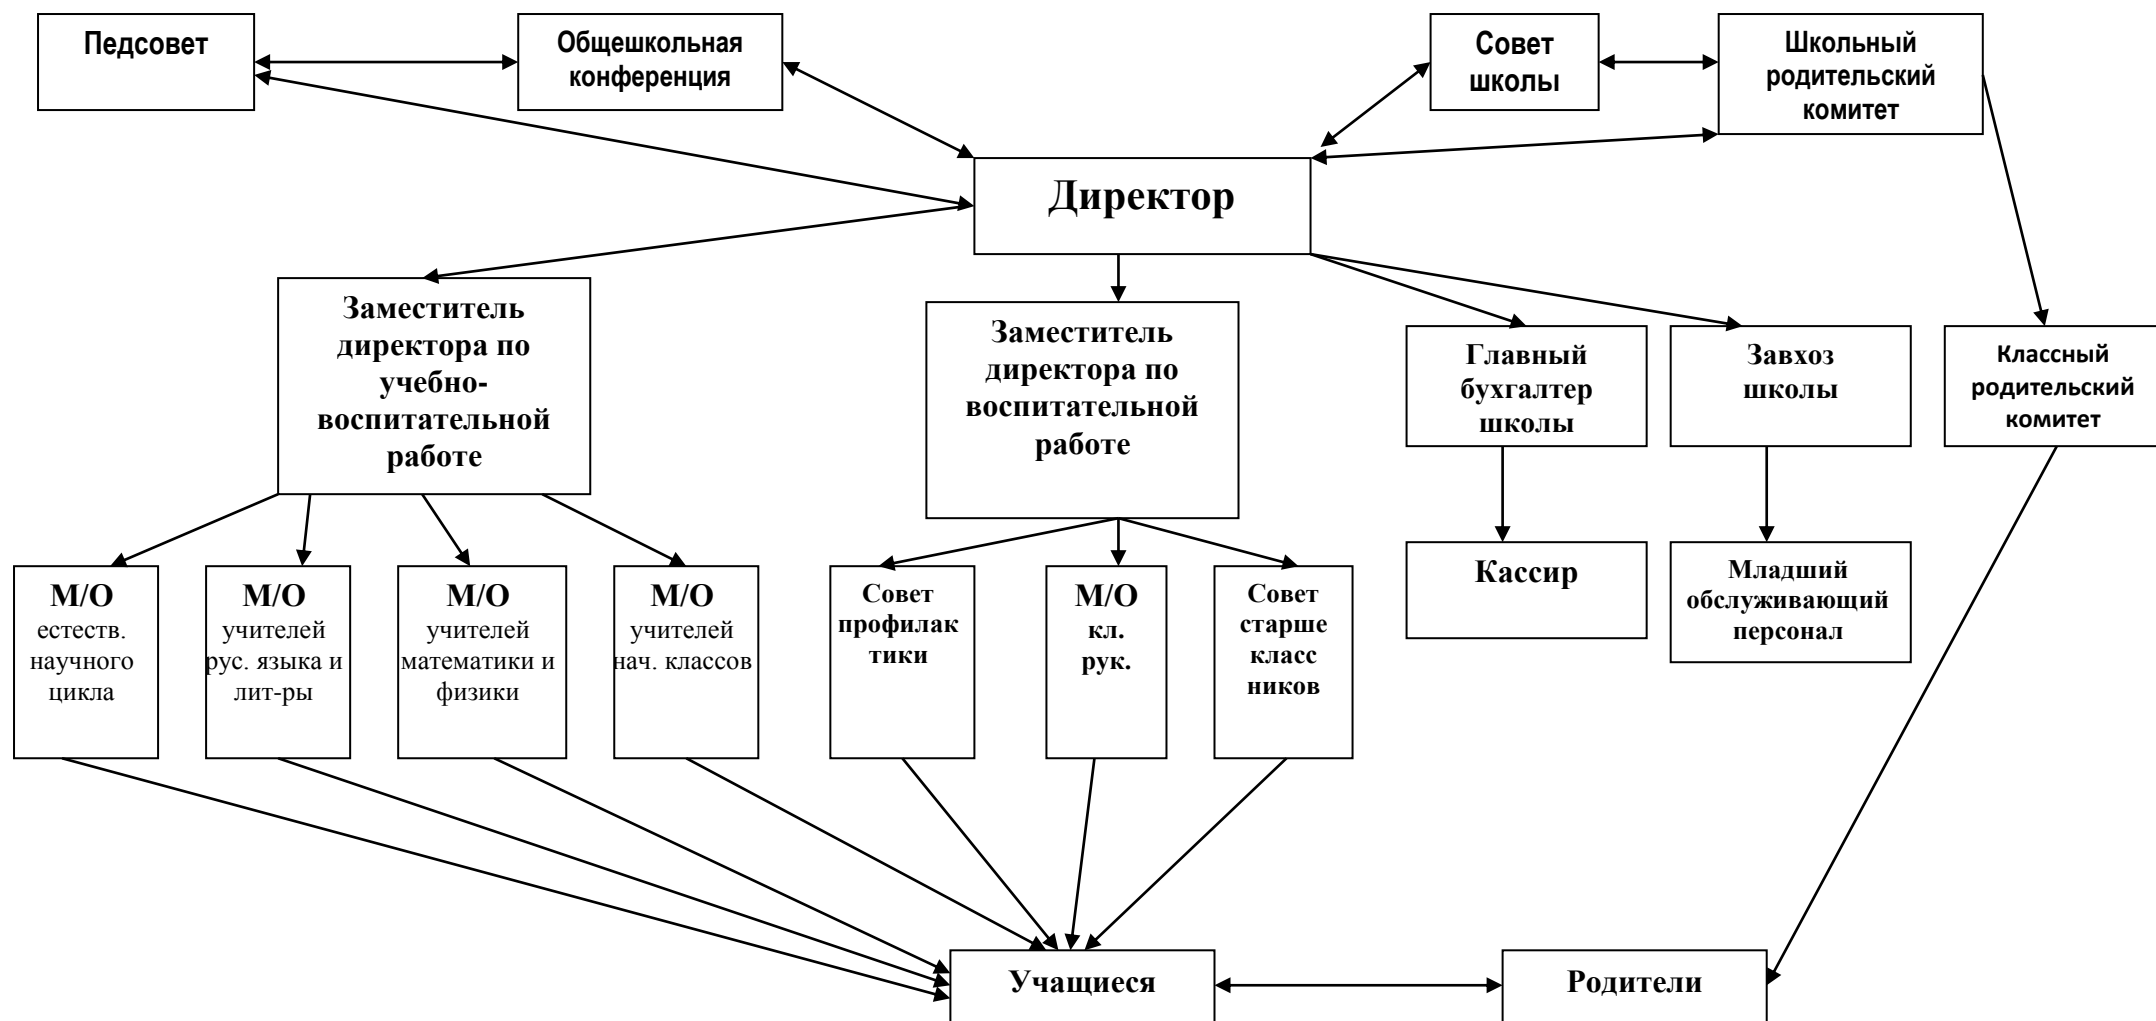 Педсовет
Общешкольная
конференция
Совет
школы
Школьный
родительский
комитет
Директор
Заместитель
директора по
учебно-
воспитательной
работе
Заместитель
директора по
воспитательной
работе
Главный
бухгалтер
школы
Завхоз
школы
Классный
родительский
комитет
М/О
естеств.
научного
цикла
М/О
учителей
рус. языка и
лит-ры
М/О
учителей
математики и
физики
М/О
учителей
нач. классов
Совет
профилак
тики
М/О
кл.
рук.
Совет
старше
класс
ников
Кассир
Младший
обслуживающий
персонал
Учащиеся
Родители